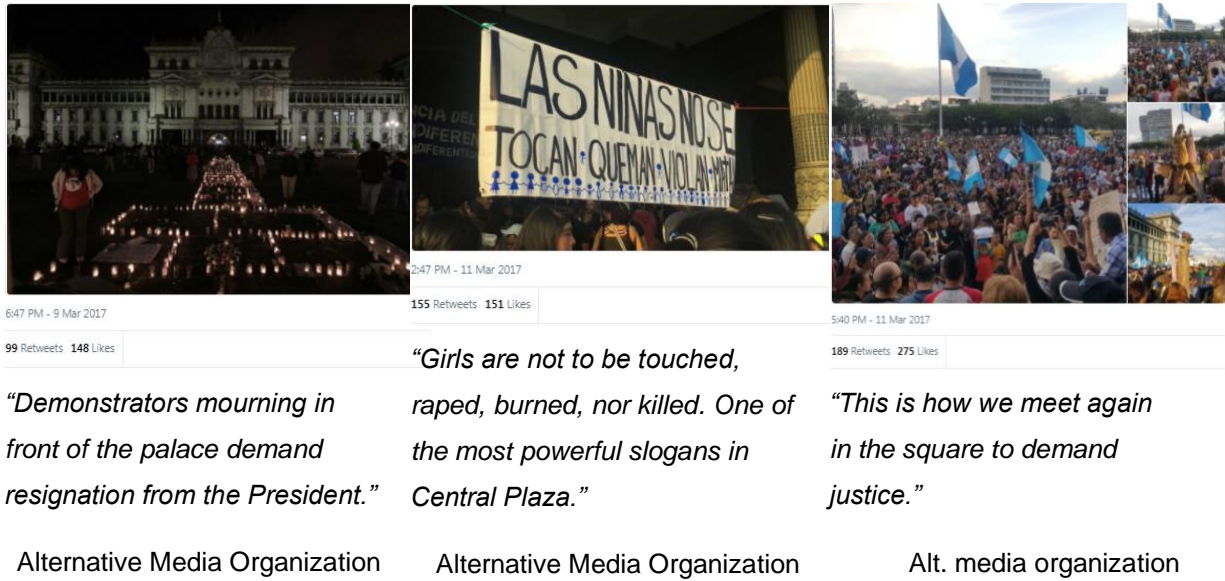 LAS NINAS NO SE
TOCAN · QUEMAN · VIOLAN ·
6:47 PM - 9 Mar 2017
99 Retweets 148 Likes
“Demonstrators mourning in
front of the palace demand
resignation from the President.”
Alternative Media Organization
2:47 PM - 11 Mar 2017
155 Retweets 151 Likes
“Girls are not to be touched,
raped, burned, nor killed. One of
the most powerful slogans in
Central Plaza.”
Alternative Media Organization
5:40 PM - 11 Mar 2017
189 Retweets 275 Likes
“This is how we meet again
in the square to demand
justice.”
Alt. media organization